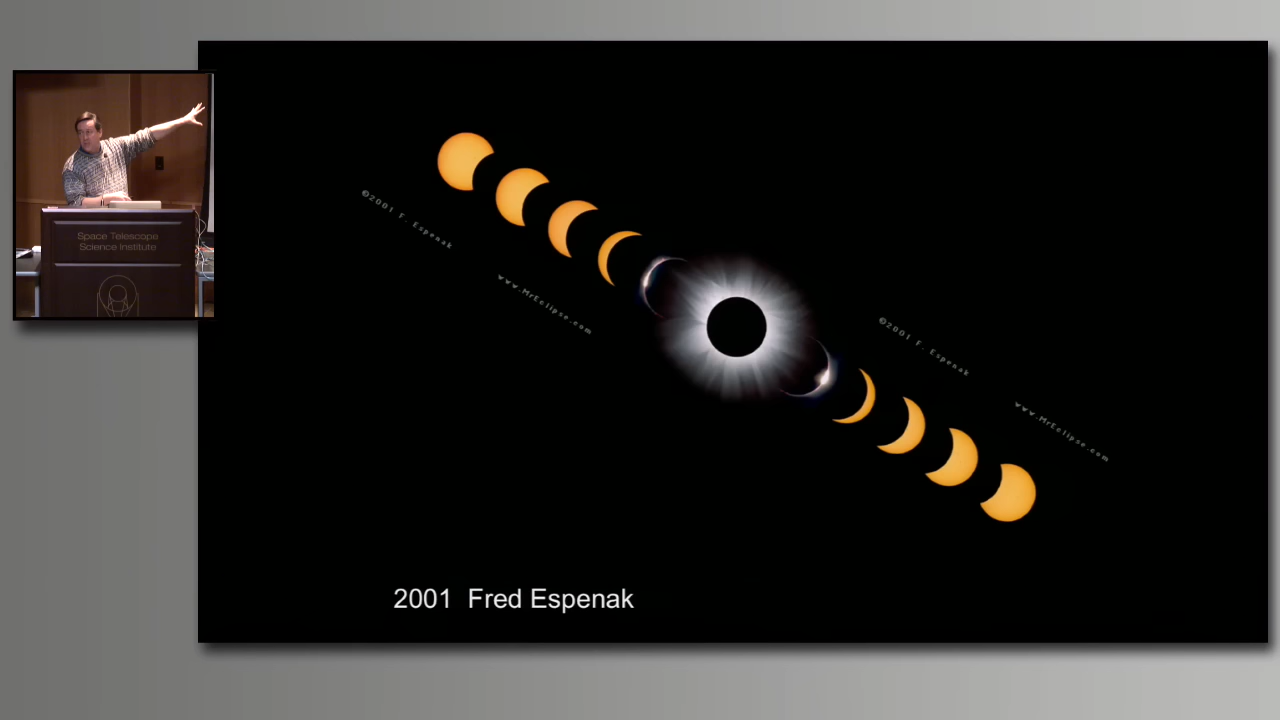 Space Telescope
Science Institute
©2001 F. Espenak
www.MrEclipse.com
©2001 F. Espenak
www.MrEclipse.com
2001 Fred Espenak